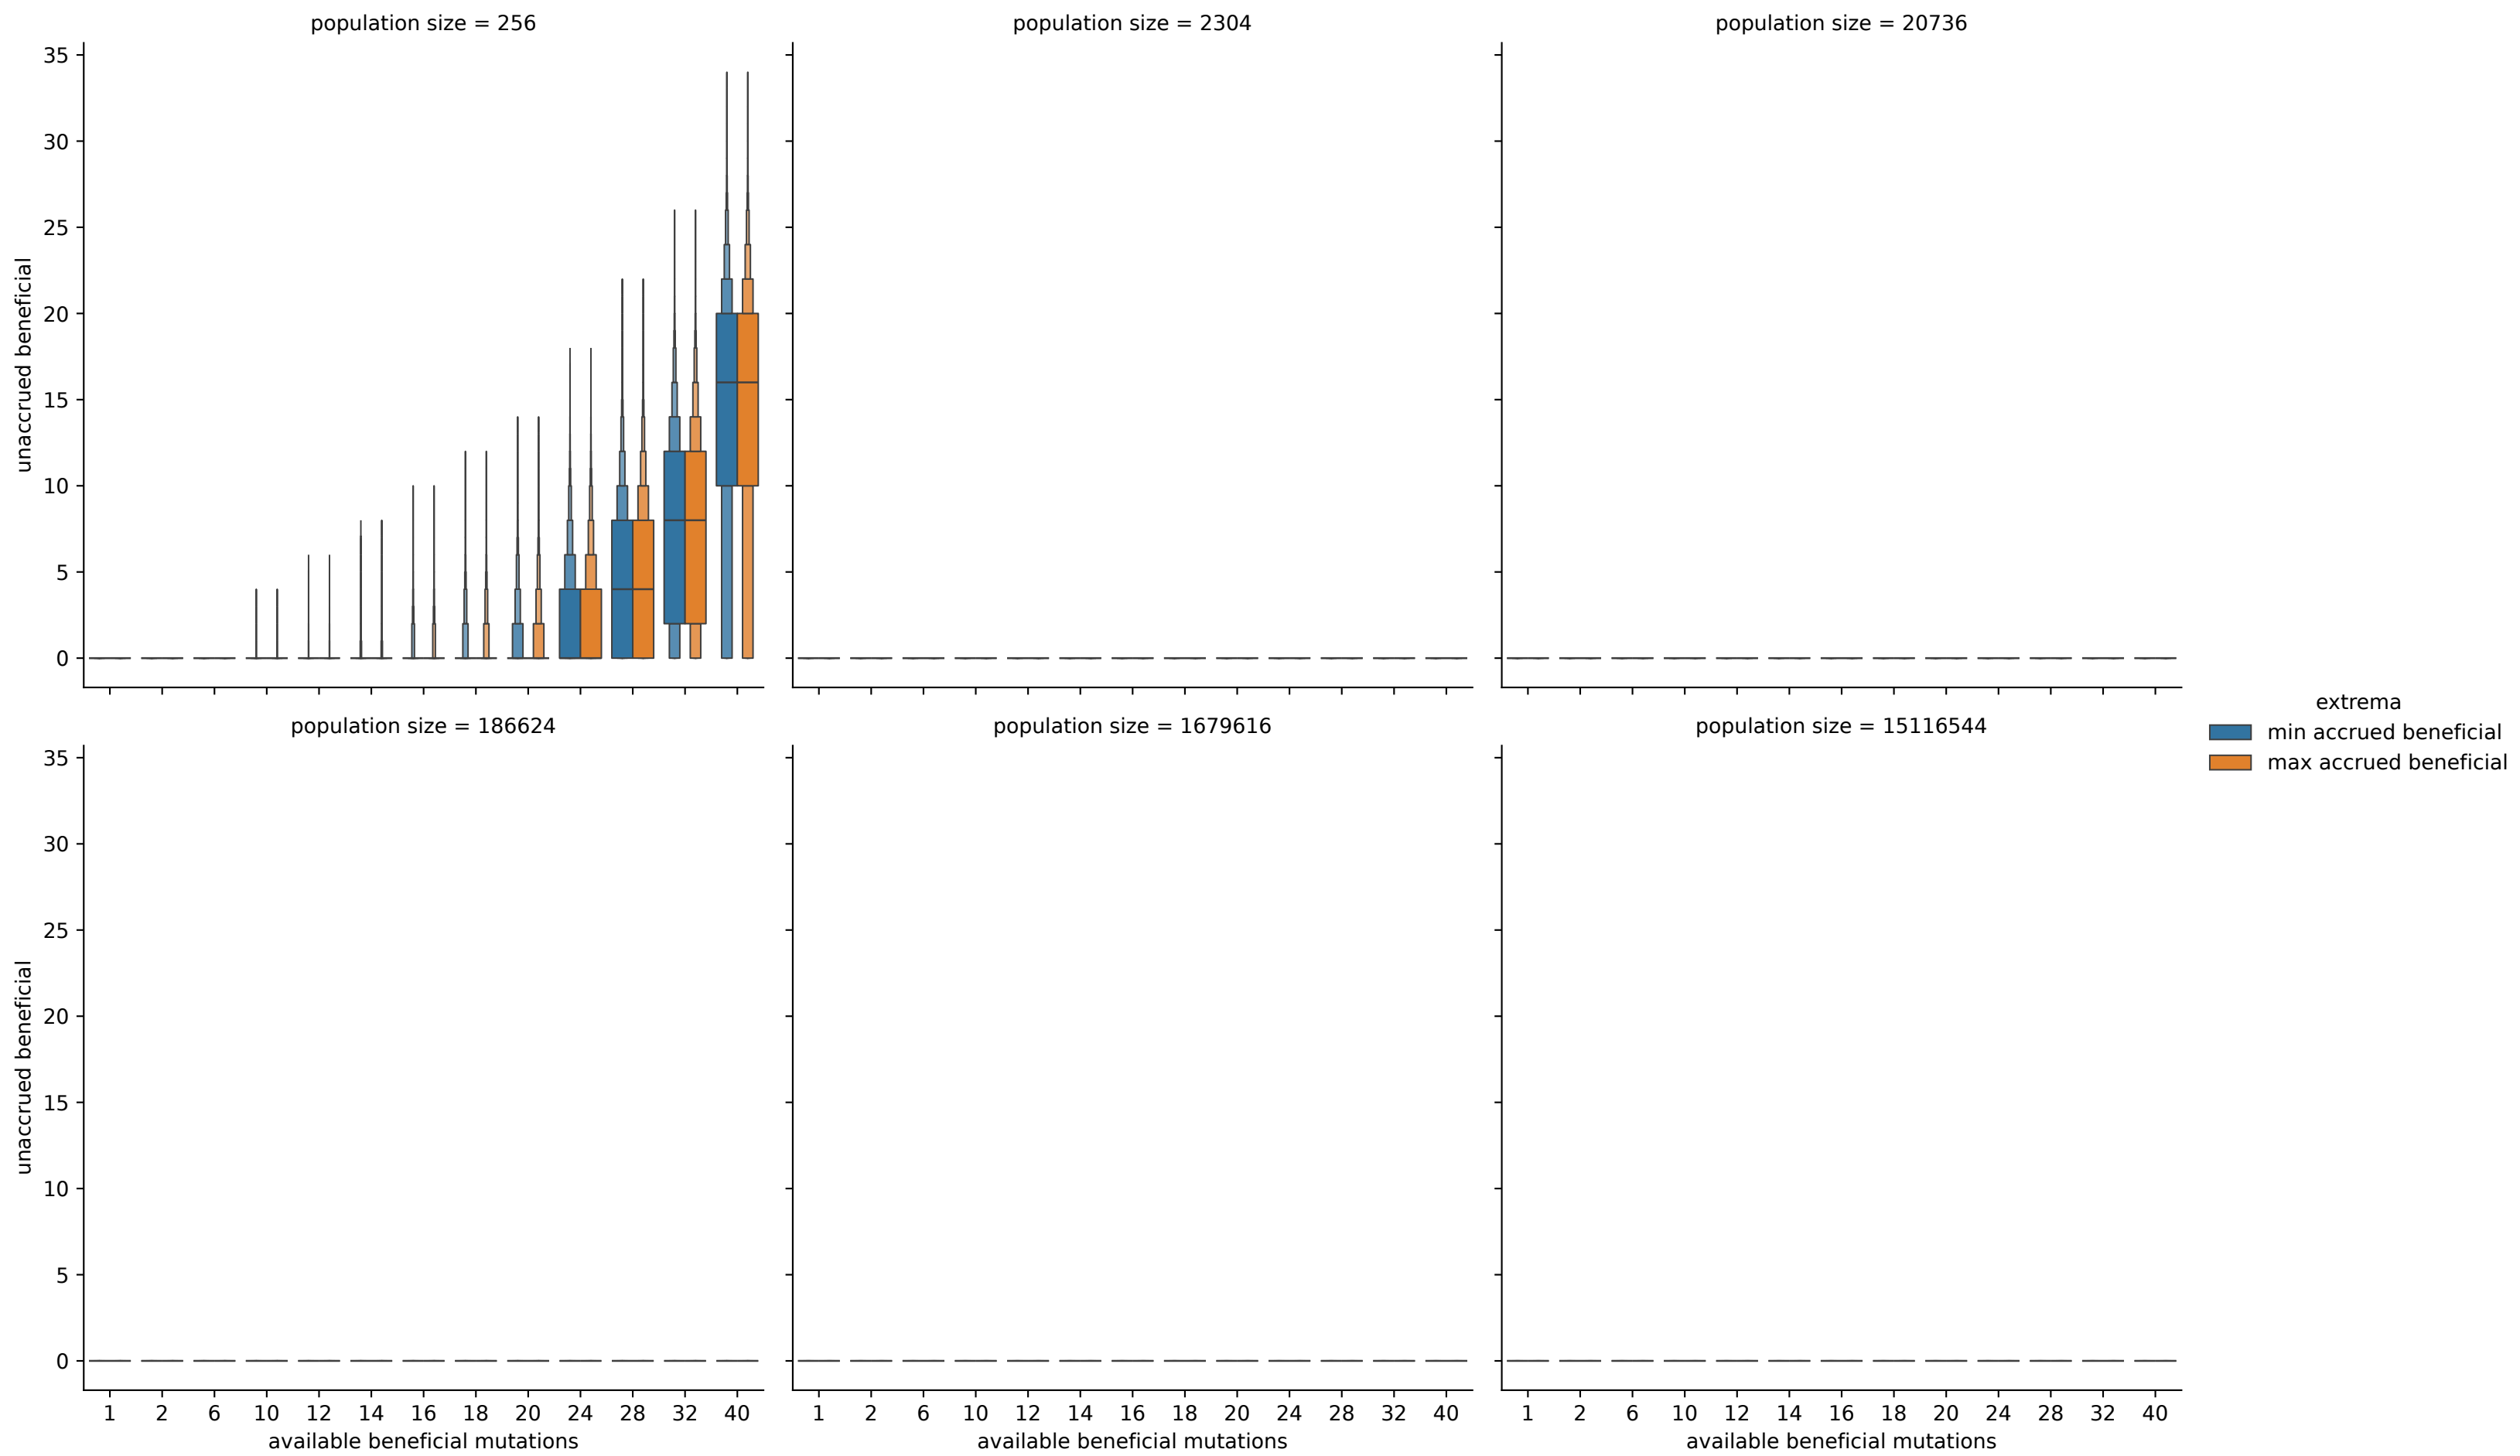 population size = 256
population size = 2304
population size = 20736
35
30
25
20
15
10
5
0
unaccrued beneficial
extrema
min accrued beneficial
max accrued beneficial
population size = 186624
population size = 1679616
population size = 15116544
35
30
25
20
15
10
5
0
unaccrued beneficial
1 2 6 10 12 14 16 18 20 24 28 32 40
1 2 6 10 12 14 16 18 20 24 28 32 40
1 2 6 10 12 14 16 18 20 24 28 32 40
available beneficial mutations
available beneficial mutations
available beneficial mutations